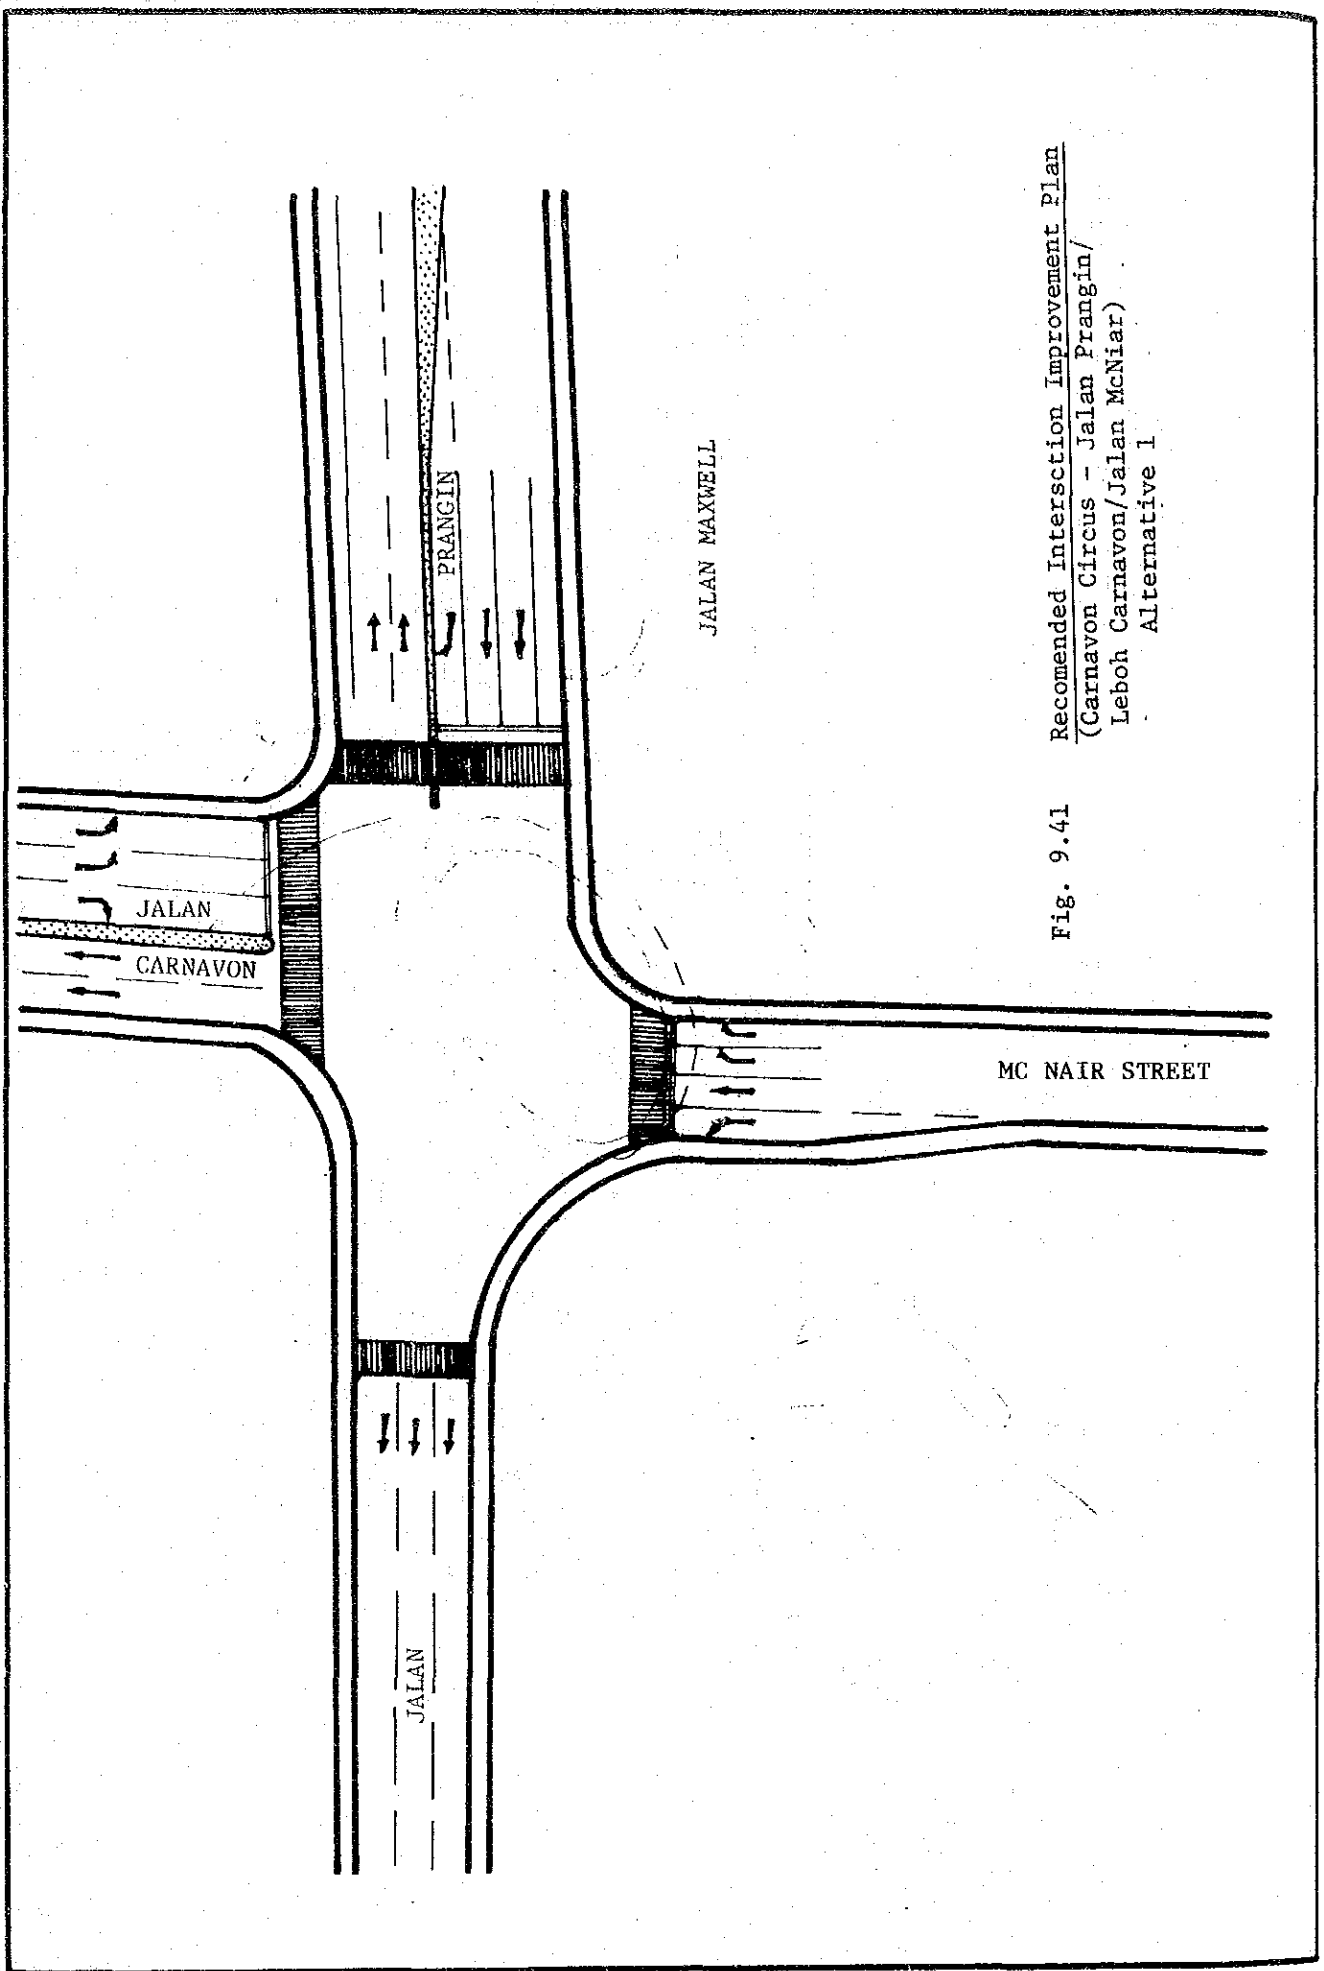 JALAN
CARNAVON
PRANGIN
JALAN MAXWELL
MC NAIR STREET
JALAN
Fig. 9.41 Recomended Intersction Improvement Plan
(Carnavon Circus - Jalan Prangin/
Leboh Carnavon/Jalan McNiar)
Alternative 1